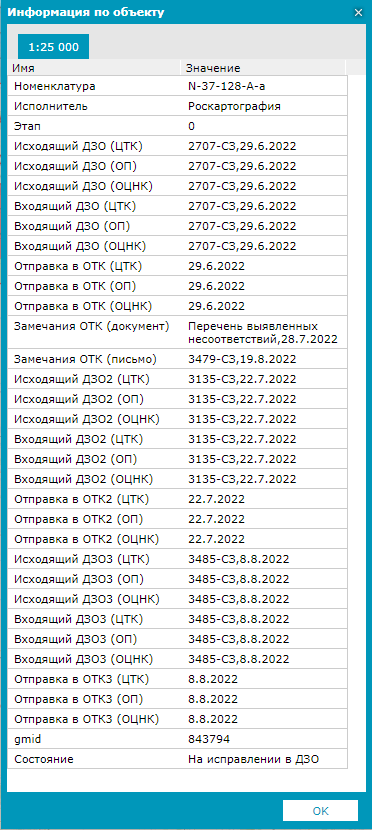 Информация по объекту
1:25 000
Имя Значение
Номенклатура N-37-128-А-а
Исполнитель Роскартография
Этап 0
Исходящий ДЗО (ЦТК) 2707-СЗ,29.6.2022
Исходящий ДЗО (ОП) 2707-СЗ,29.6.2022
Исходящий ДЗО (ОЦНК) 2707-СЗ,29.6.2022
Входящий ДЗО (ЦТК) 2707-СЗ,29.6.2022
Входящий ДЗО (ОП) 2707-СЗ,29.6.2022
Входящий ДЗО (ОЦНК) 2707-СЗ,29.6.2022
Отправка в ОТК (ЦТК) 29.6.2022
Отправка в ОТК (ОП) 29.6.2022
Отправка в ОТК (ОЦНК) 29.6.2022
Замечания ОТК (документ) Перечень выявленных
несоответствий,28.7.2022
Замечания ОТК (письмо) 3479-СЗ,19.8.2022
Исходящий ДЗО2 (ЦТК) 3135-СЗ,22.7.2022
Исходящий ДЗО2 (ОП) 3135-СЗ,22.7.2022
Исходящий ДЗО2 (ОЦНК) 3135-СЗ,22.7.2022
Входящий ДЗО2 (ЦТК) 3135-СЗ,22.7.2022
Входящий ДЗО2 (ОП) 3135-СЗ,22.7.2022
Входящий ДЗО2 (ОЦНК) 3135-СЗ,22.7.2022
Отправка в ОТК2 (ЦТК) 22.7.2022
Отправка в ОТК2 (ОП) 22.7.2022
Отправка в ОТК2 (ОЦНК) 22.7.2022
Исходящий ДЗО3 (ЦТК) 3485-СЗ,8.8.2022
Исходящий ДЗО3 (ОП) 3485-СЗ,8.8.2022
Исходящий ДЗО3 (ОЦНК) 3485-СЗ,8.8.2022
Входящий ДЗО3 (ЦТК) 3485-СЗ,8.8.2022
Входящий ДЗО3 (ОП) 3485-СЗ,8.8.2022
Входящий ДЗО3 (ОЦНК) 3485-СЗ,8.8.2022
Отправка в ОТК3 (ЦТК) 8.8.2022
Отправка в ОТК3 (ОП) 8.8.2022
Отправка в ОТК3 (ОЦНК) 8.8.2022
gmid 843794
Состояние На исправлении в ДЗО
OK